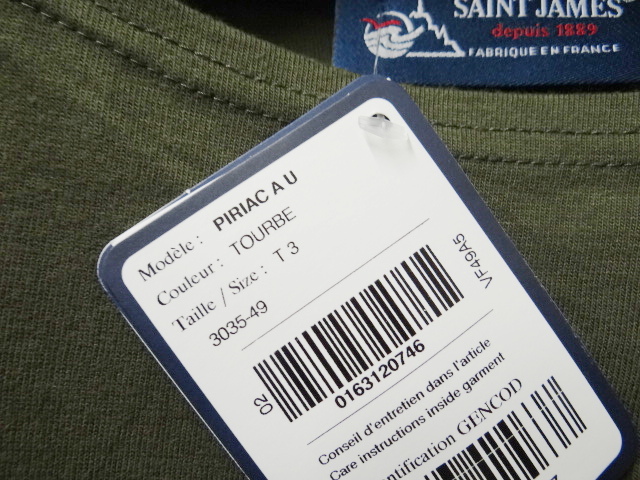 SAINT JAMES®
depuis 1889
FABRIQUE EN FRANCE
Modèle : PIRIAC A U
Couleur : TOURBE
Taille / Size : T 3
3035-49
VF49A5
02
0163120746
Conseil d'entretien dans l'article
Care instructions inside garment
Identification GENCOD